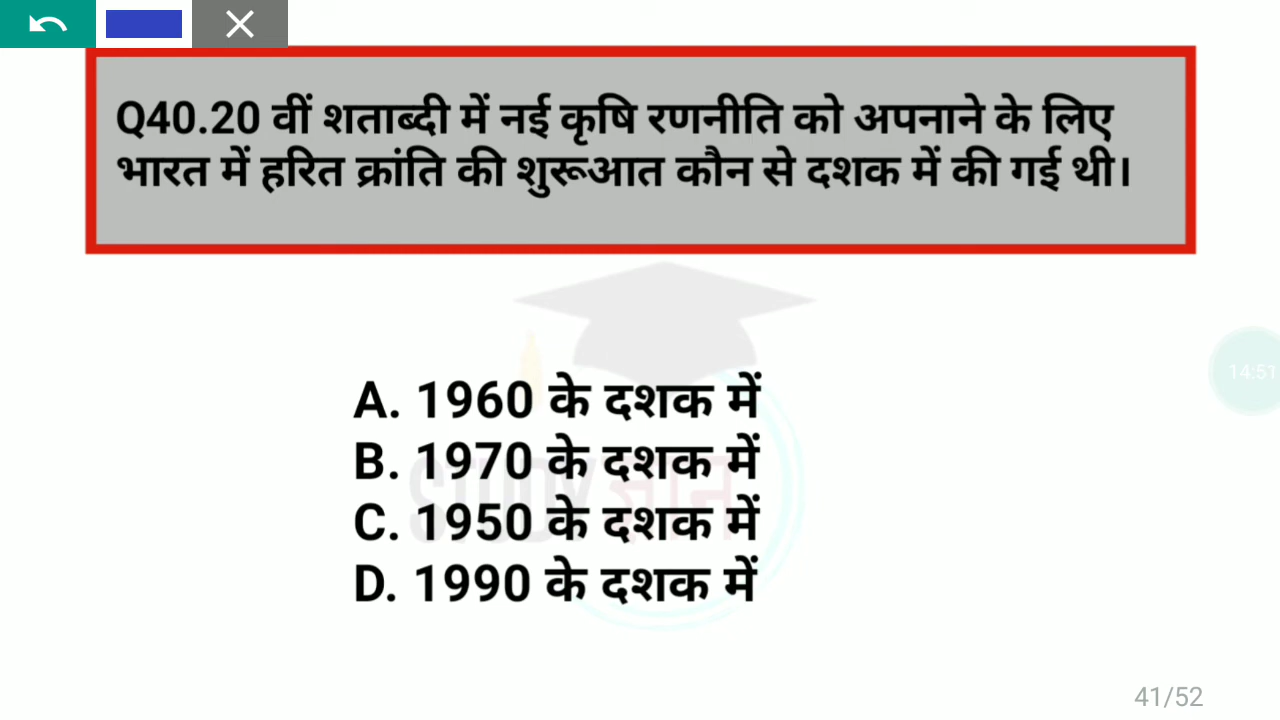 Q40.20 वीं शताब्दी में नई कृषि रणनीति को अपनाने के लिए
भारत में हरित क्रांति की शुरूआत कौन से दशक में की गई थी।
14:51
A. 1960 के दशक में
B. 1970 के दशक में
STUDY ज्ञान
C. 1950 के दशक में
D. 1990 के दशक में
41/52